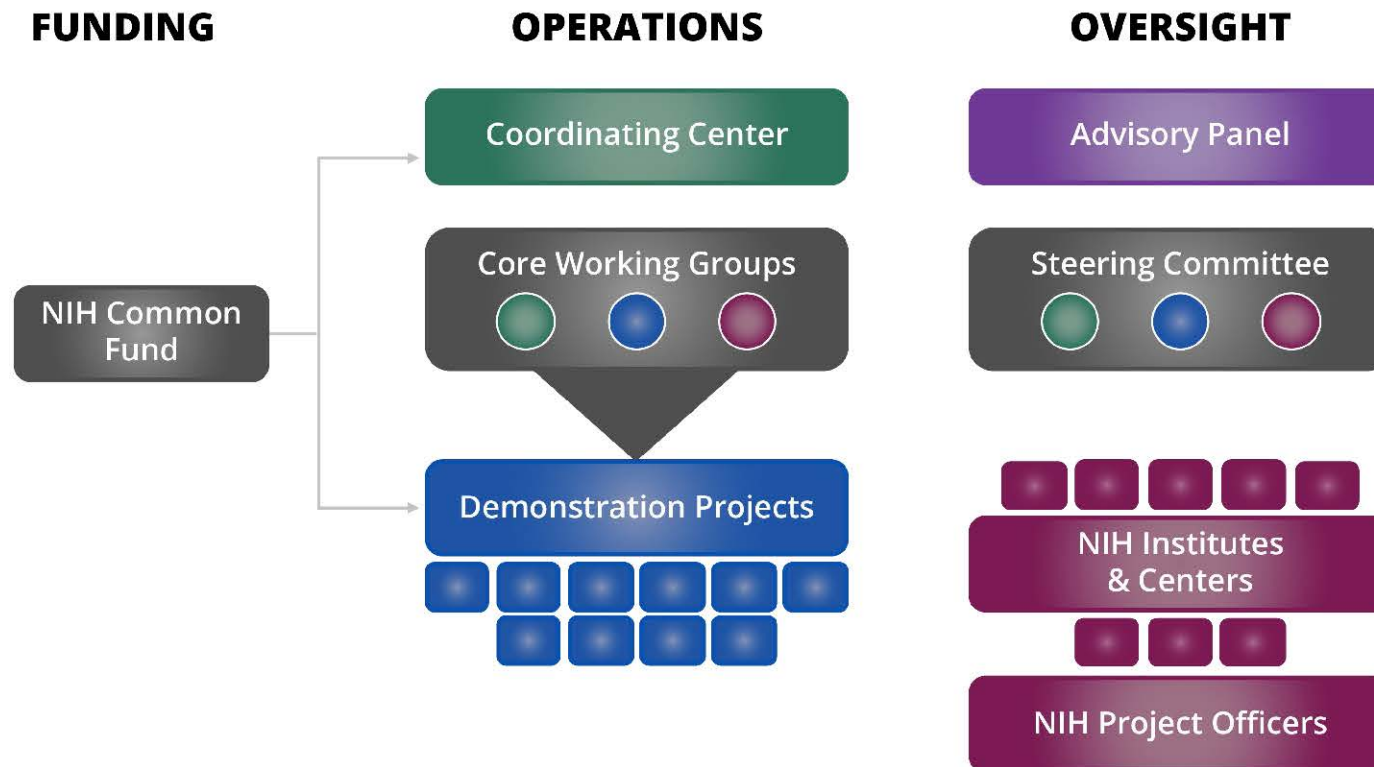 FUNDING
OPERATIONS
OVERSIGHT
Coordinating Center
Advisory Panel
Core Working Groups
Steering Committee
NIH Common
Fund
Demonstration Projects
NIH Institutes
& Centers
NIH Project Officers